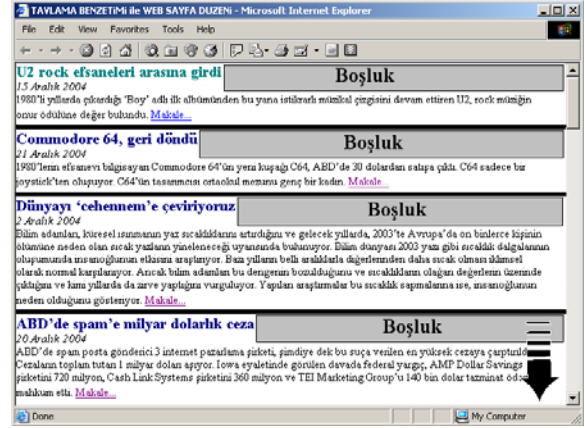 TAVLAMA BENZETiMi ile WEB SAYFA DUZENi - Microsoft Internet Explorer
File Edit View Favorites Tools Help
U2 rock efsaneleri arasına girdi
Boşluk
15 Aralık 2004
1980'li yıllarda çıkardığı 'Boy' adlı ilk albümünden bu yana istikrarlı müzikal çizgisini devam ettiren U2, rock müziğin
onur ödülüne değer bulundu. Makale...
Commodore 64, geri döndü
Boşluk
21 Aralık 2004
1980'lerin efsanevi bilgisayarı Commodore 64'ün yeni kuşağı C64, ABD'de 30 dolardan satışa çıktı. C64 sadece bir
joystick'ten oluşuyor. C64'ün tasarımcısı ortaokul mezunu genç bir kadın. Makale...
Dünyayı 'cehennem'e çeviriyoruz
Boşluk
2 Aralık 2004
Bilim adamları, küresel ısınmanın yaz sıcaklıklarını artırdığını ve gelecek yıllarda, 2003'te Avrupa'da on binlerce kişinin
ölümüne neden olan sıcak yazların yineleneceği uyarısında bulunuyor. Bilim dünyası 2003 yazı gibi sıcaklık dalgalarının
oluşumunda insanoğlunun etkisini araştırıyor. Bazı yılların belli aralıklarla diğerlerinden daha sıcak olması iklimsel
olarak normal karşılanıyor. Ancak bilim adamları bu dengenin bozulduğunu ve sıcaklıkların olağan değerlerin üzerinde
çıktığını ve kimi yıllarda da zirve yaptığını vurguluyor. Yapılan araştırmalar bu sıcaklık sapmalarına ise, insanoğlunun
neden olduğunu gösteriyor. Makale...
ABD'de spam'e milyar dolarlık ceza
Boşluk
20 Aralık 2004
ABD'de spam posta gönderici 3 internet pazarlama şirketi, şimdiye dek bu suça verilen en yüksek cezaya çarptırıldı.
Cezaların toplam tutarı 1 milyar doları aşıyor. Iowa eyaletinde görülen davada federal yargıç, AMP Dollar Savings
şirketini 720 milyon, Cash Link Systems şirketini 360 milyon ve TEI Marketing Group'u 140 bin dolar tazminat
mahkum etti. Makale...
Done
My Computer